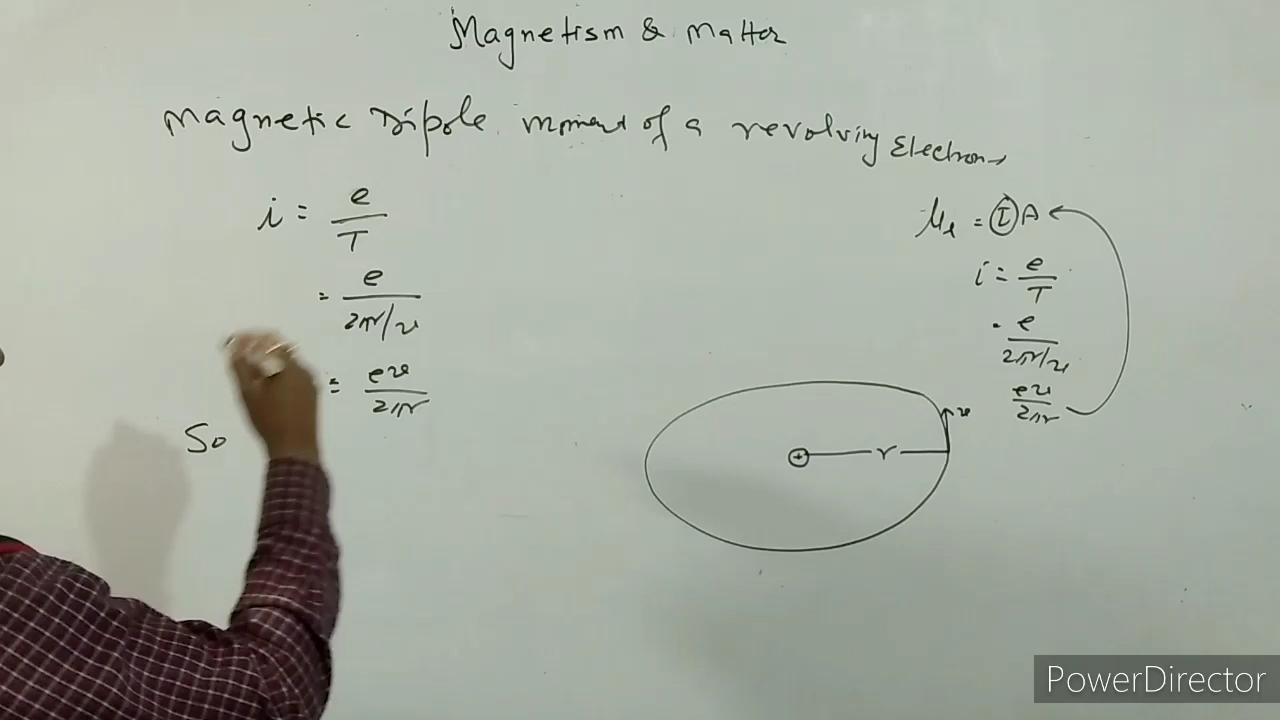 Magnetism & Matter
Magnetic Dipole moment of a revolving Electron
i = e/T
= e/2πr/v
= ev/2πr
So
μl = I A
i = e/T
= e/2πr/v
ev/2πr
v
+ r
PowerDirector